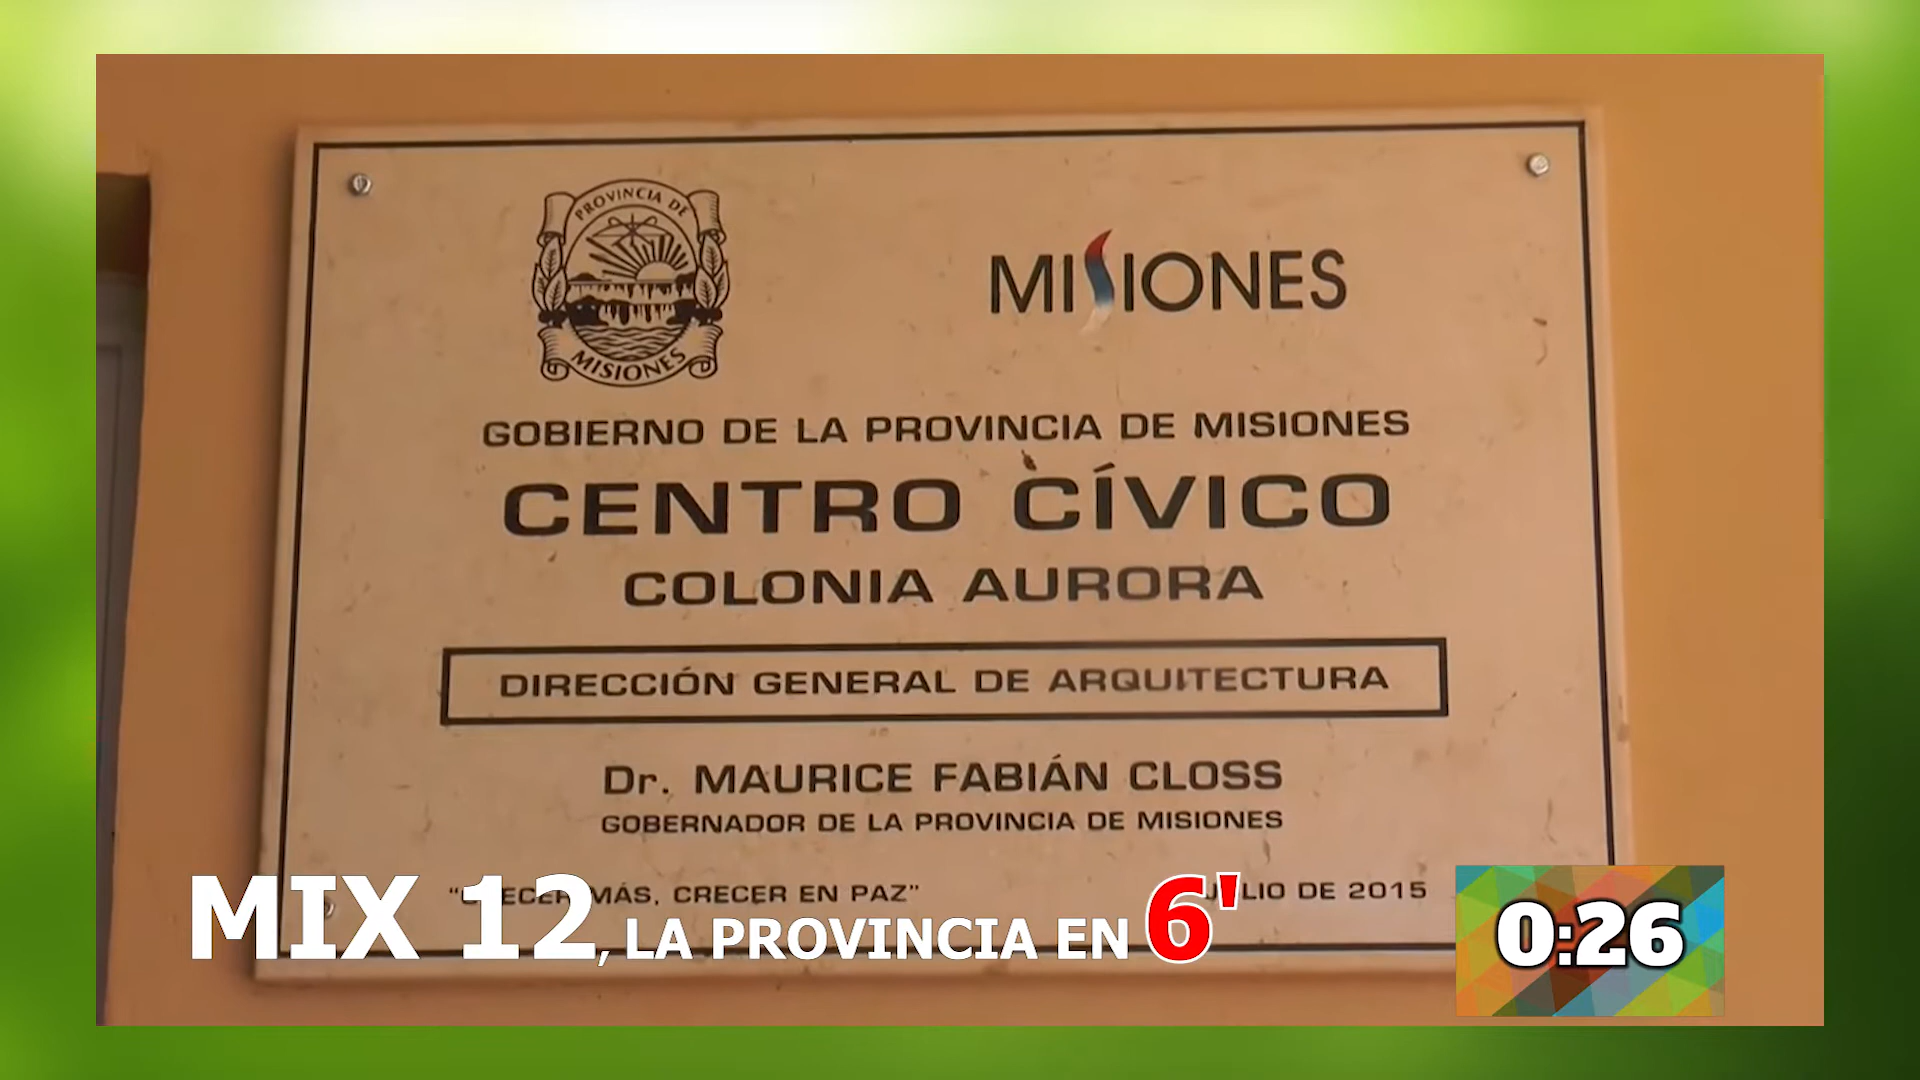 PROVINCIA DE
MISIONES
MISIONES
GOBIERNO DE LA PROVINCIA DE MISIONES
CENTRO CÍVICO
COLONIA AURORA
DIRECCIÓN GENERAL DE ARQUITECTURA
Dr. MAURICE FABIÁN CLOSS
GOBERNADOR DE LA PROVINCIA DE MISIONES
"CRECER MÁS, CRECER EN PAZ" JULIO DE 2015
MIX 12, LA PROVINCIA EN 6'
0:26